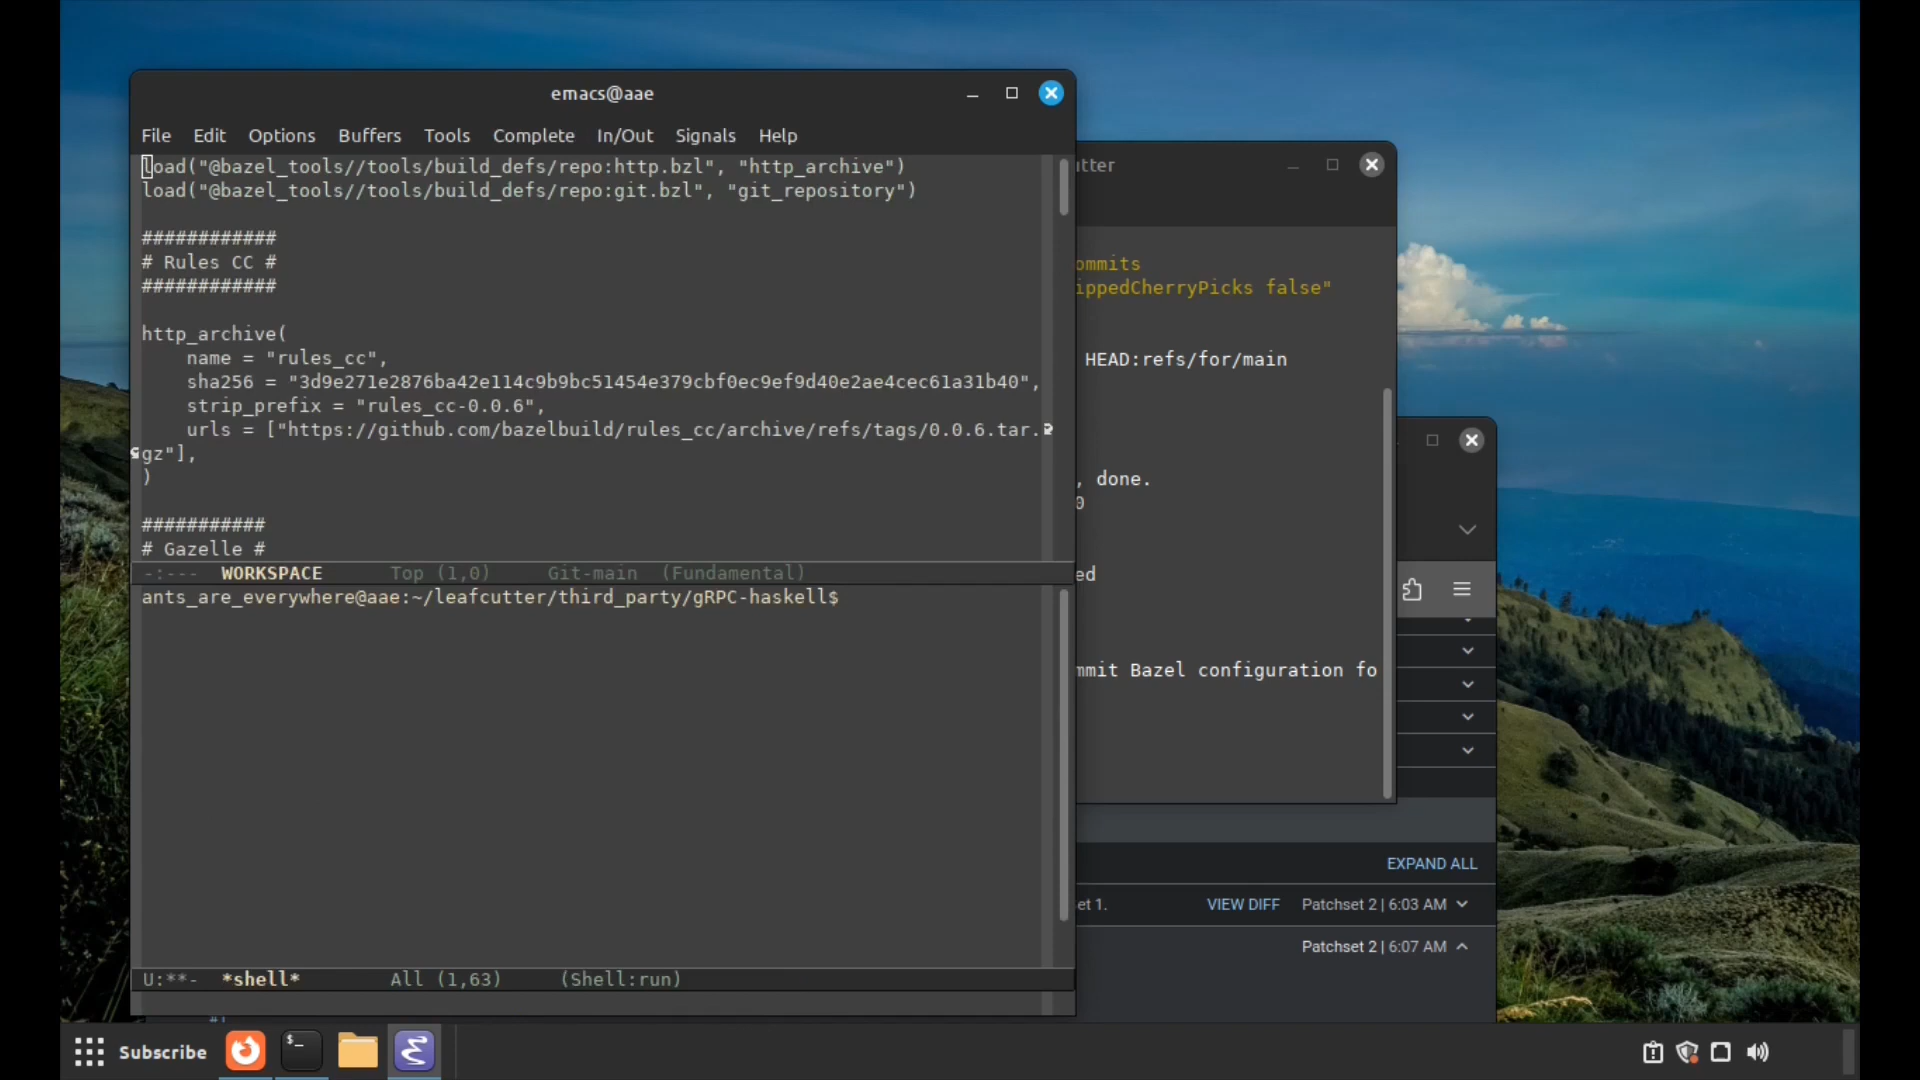 emacs@aae
File Edit Options Buffers Tools Complete In/Out Signals Help
load("@bazel_tools//tools/build_defs/repo:http.bzl", "http_archive")
load("@bazel_tools//tools/build_defs/repo:git.bzl", "git_repository")
############
# Rules CC #
############
http_archive(
name = "rules_cc",
sha256 = "3d9e271e2876ba42e114c9b9bc51454e379cbf0ec9ef9d40e2ae4cec61a31b40",
strip_prefix = "rules_cc-0.0.6",
urls = ["https://github.com/bazelbuild/rules_cc/archive/refs/tags/0.0.6.tar.
gz"],
)
###########
# Gazelle #
-:--- WORKSPACE Top (1,0) Git-main (Fundamental)
ants_are_everywhere@aae:~/leafcutter/third_party/gRPC-haskell$
U:**- *shell* All (1,63) (Shell:run)
utter
ommits
ippedCherryPicks false"
HEAD:refs/for/main
, done.
0
ed
mmit Bazel configuration fo
EXPAND ALL
et 1. VIEW DIFF Patchset 2 | 6:03 AM
Patchset 2 | 6:07 AM
Subscribe